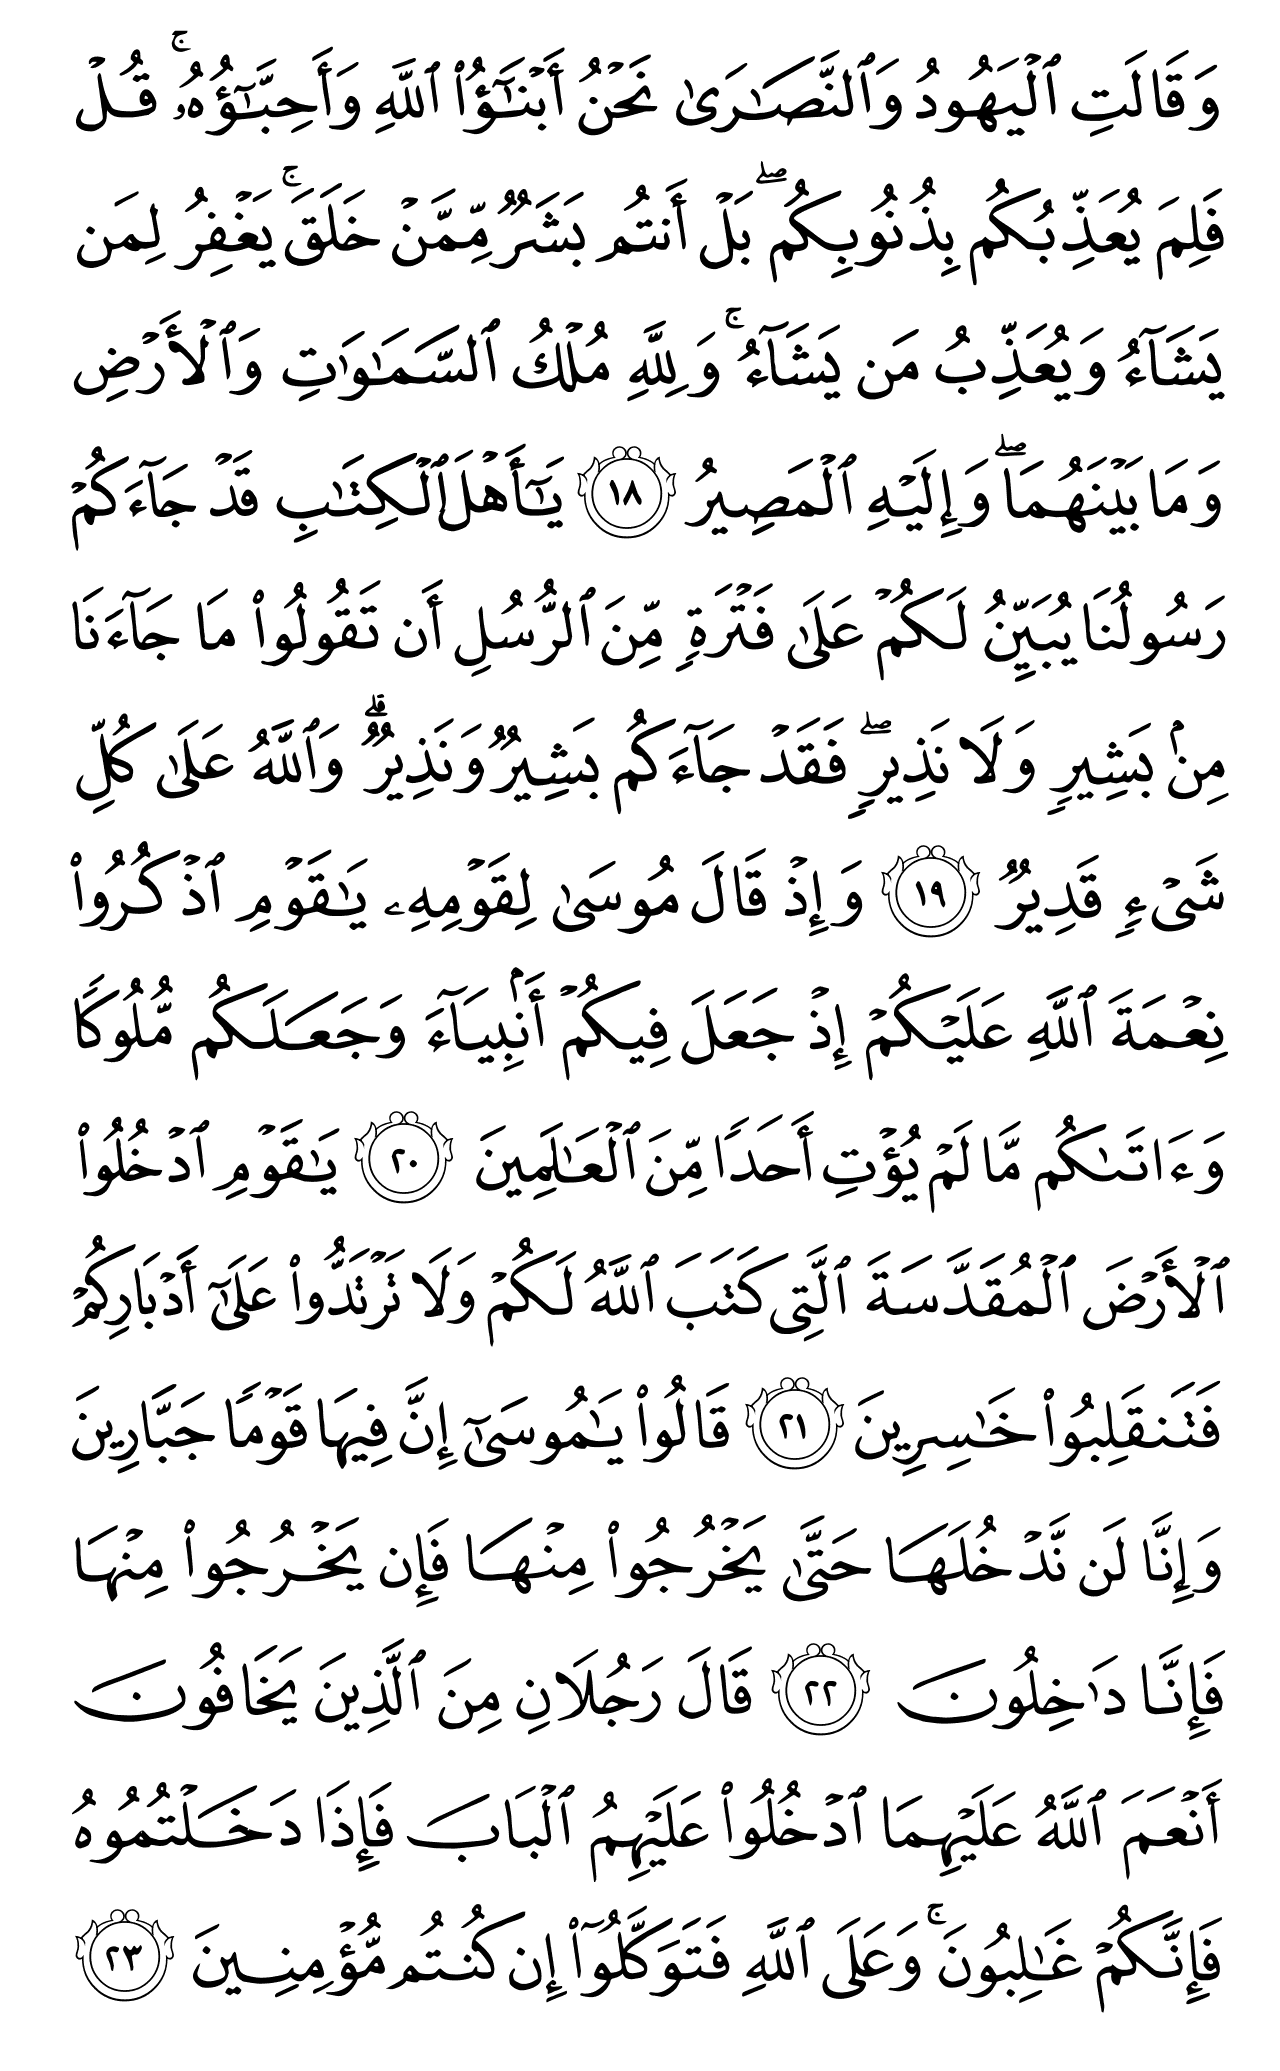 وَقَالَتِ ٱلۡيَهُودُ وَٱلنَّصَٰرَىٰ نَحۡنُ أَبۡنَٰٓؤُاْ ٱللَّهِ وَأَحِبَّٰٓؤُهُۥۚ قُلۡ
فَلِمَ يُعَذِّبُكُم بِذُنُوبِكُمۖ بَلۡ أَنتُم بَشَرٞ مِّمَّنۡ خَلَقَۚ يَغۡفِرُ لِمَن
يَشَآءُ وَيُعَذِّبُ مَن يَشَآءُۚ وَلِلَّهِ مُلۡكُ ٱلسَّمَٰوَٰتِ وَٱلۡأَرۡضِ
وَمَا بَيۡنَهُمَاۖ وَإِلَيۡهِ ٱلۡمَصِيرُ ١٨ يَٰٓأَهۡلَ ٱلۡكِتَٰبِ قَدۡ جَآءَكُمۡ
رَسُولُنَا يُبَيِّنُ لَكُمۡ عَلَىٰ فَتۡرَةٖ مِّنَ ٱلرُّسُلِ أَن تَقُولُواْ مَا جَآءَنَا
مِنۢ بَشِيرٖ وَلَا نَذِيرٖۖ فَقَدۡ جَآءَكُم بَشِيرٞ وَنَذِيرٞۗ وَٱللَّهُ عَلَىٰ كُلِّ
شَيۡءٖ قَدِيرٞ ١٩ وَإِذۡ قَالَ مُوسَىٰ لِقَوۡمِهِۦ يَٰقَوۡمِ ٱذۡكُرُواْ
نِعۡمَةَ ٱللَّهِ عَلَيۡكُمۡ إِذۡ جَعَلَ فِيكُمۡ أَنۢبِيَآءَ وَجَعَلَكُم مُّلُوكٗا
وَءَاتَىٰكُم مَّا لَمۡ يُؤۡتِ أَحَدٗا مِّنَ ٱلۡعَٰلَمِينَ ٢٠ يَٰقَوۡمِ ٱدۡخُلُواْ
ٱلۡأَرۡضَ ٱلۡمُقَدَّسَةَ ٱلَّتِي كَتَبَ ٱللَّهُ لَكُمۡ وَلَا تَرۡتَدُّواْ عَلَىٰٓ أَدۡبَارِكُمۡ
فَتَنقَلِبُواْ خَٰسِرِينَ ٢١ قَالُواْ يَٰمُوسَىٰٓ إِنَّ فِيهَا قَوۡمٗا جَبَّارِينَ
وَإِنَّا لَن نَّدۡخُلَهَا حَتَّىٰ يَخۡرُجُواْ مِنۡهَا فَإِن يَخۡرُجُواْ مِنۡهَا
فَإِنَّا دَٰخِلُونَ ٢٢ قَالَ رَجُلَانِ مِنَ ٱلَّذِينَ يَخَافُونَ
أَنۡعَمَ ٱللَّهُ عَلَيۡهِمَا ٱدۡخُلُواْ عَلَيۡهِمُ ٱلۡبَابَ فَإِذَا دَخَلۡتُمُوهُ
فَإِنَّكُمۡ غَٰلِبُونَۚ وَعَلَى ٱللَّهِ فَتَوَكَّلُوٓاْ إِن كُنتُم مُّؤۡمِنِينَ ٢٣